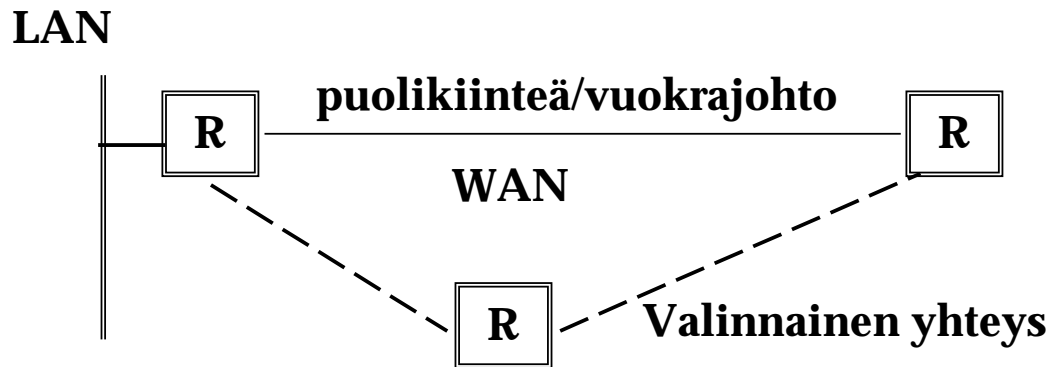 LAN
puolikiinteä/vuokrajohto
R
R
WAN
R
Valinnainen yhteys